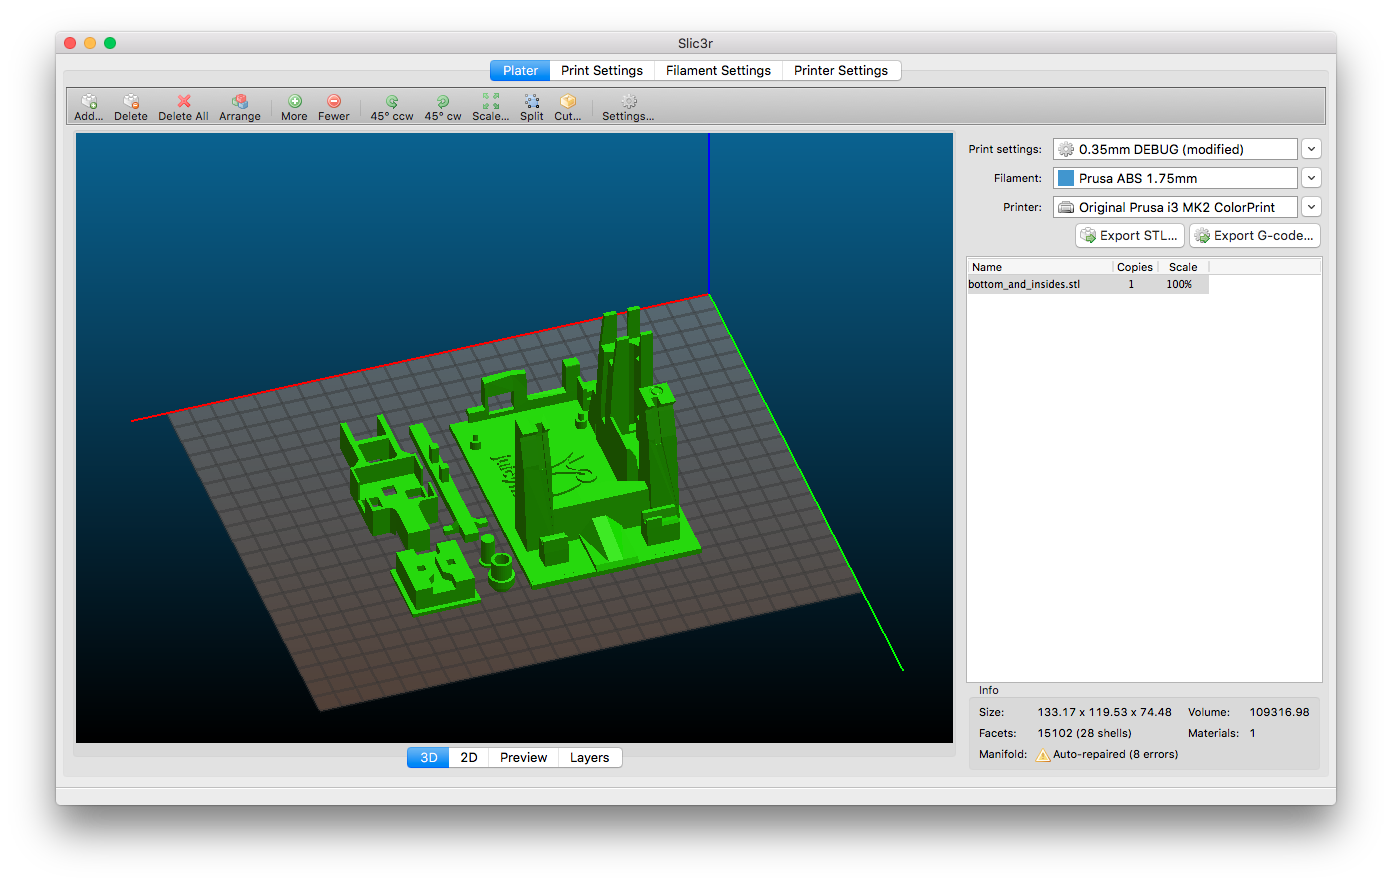 Slic3r
Plater Print Settings Filament Settings Printer Settings
Add... Delete Delete All Arrange More Fewer 45° ccw 45° cw Scale... Split Cut... Settings...
Print settings: 0.35mm DEBUG (modified)
Filament: Prusa ABS 1.75mm
Printer: Original Prusa i3 MK2 ColorPrint
Export STL... Export G-code...
Name Copies Scale
bottom_and_insides.stl 1 100%
Info
Size: 133.17 x 119.53 x 74.48 Volume: 109316.98
Facets: 15102 (28 shells) Materials: 1
Manifold: Auto-repaired (8 errors)
3D 2D Preview Layers